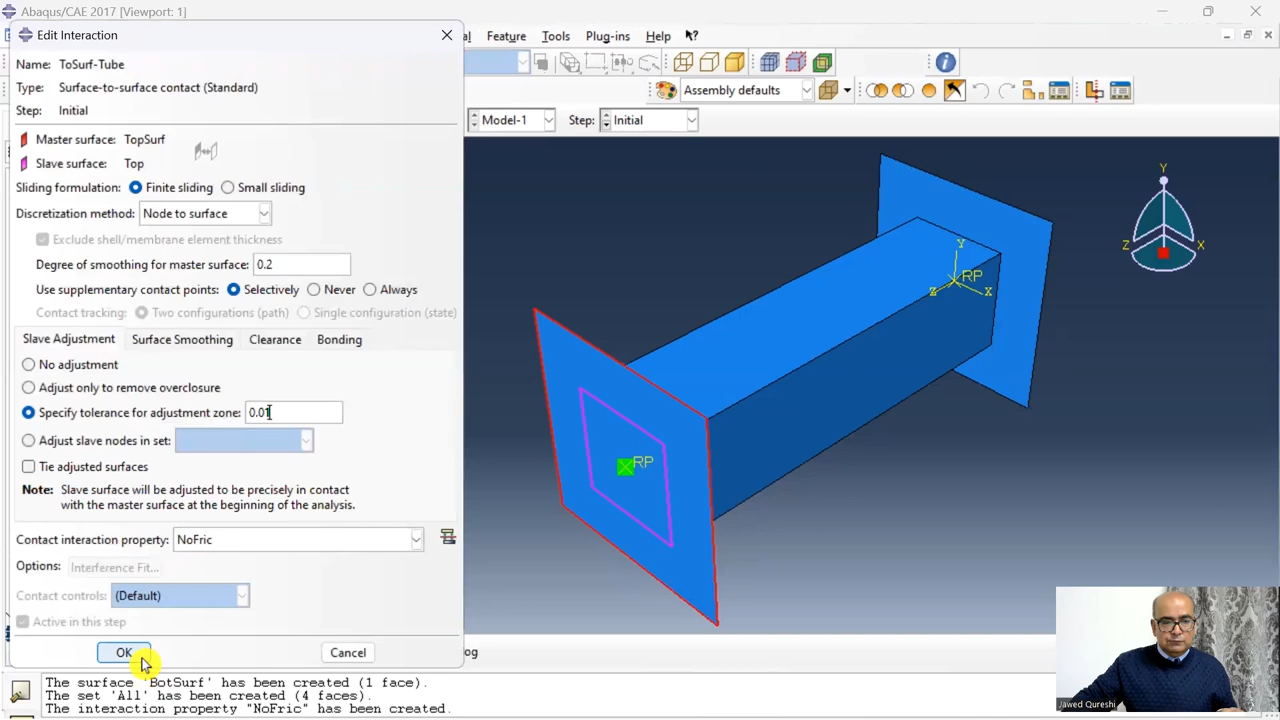 Abaqus/CAE 2017 [Viewport: 1]
Edit Interaction
Feature Tools Plug-ins Help
Name: ToSurf-Tube
Type: Surface-to-surface contact (Standard)
Step: Initial
Assembly defaults
Model-1 Step: Initial
Master surface: TopSurf
Slave surface: Top
Sliding formulation: Finite sliding Small sliding
Discretization method: Node to surface
Exclude shell/membrane element thickness
Degree of smoothing for master surface: 0.2
Use supplementary contact points: Selectively Never Always
Contact tracking: Two configurations (path) Single configuration (state)
Slave Adjustment Surface Smoothing Clearance Bonding
No adjustment
Adjust only to remove overclosure
Specify tolerance for adjustment zone: 0.01
Adjust slave nodes in set:
Tie adjusted surfaces
Note: Slave surface will be adjusted to be precisely in contact
with the master surface at the beginning of the analysis.
Contact interaction property: NoFric
Options: Interference Fit...
Contact controls: (Default)
Active in this step
OK Cancel
Y
Z X
Y
RP
Z X
RP
The surface 'BotSurf' has been created (1 face).
The set 'All' has been created (4 faces).
The interaction property "NoFric" has been created.
Jawed Qureshi